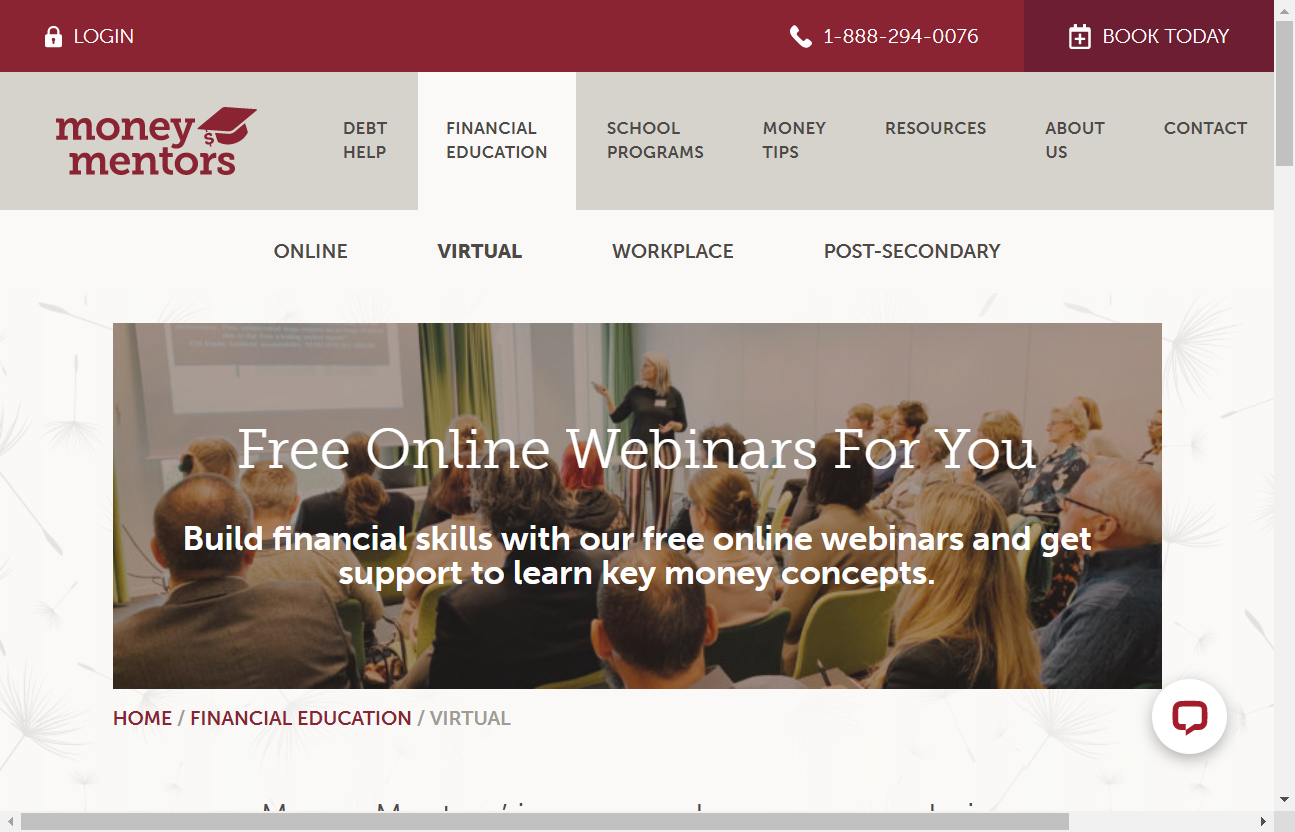 LOGIN
1-888-294-0076
BOOK TODAY
money
mentors
DEBT
HELP
FINANCIAL
EDUCATION
SCHOOL
PROGRAMS
MONEY
TIPS
RESOURCES
ABOUT
US
CONTACT
ONLINE
VIRTUAL
WORKPLACE
POST-SECONDARY
Free Online Webinars For You
Build financial skills with our free online webinars and get
support to learn key money concepts.
HOME / FINANCIAL EDUCATION / VIRTUAL